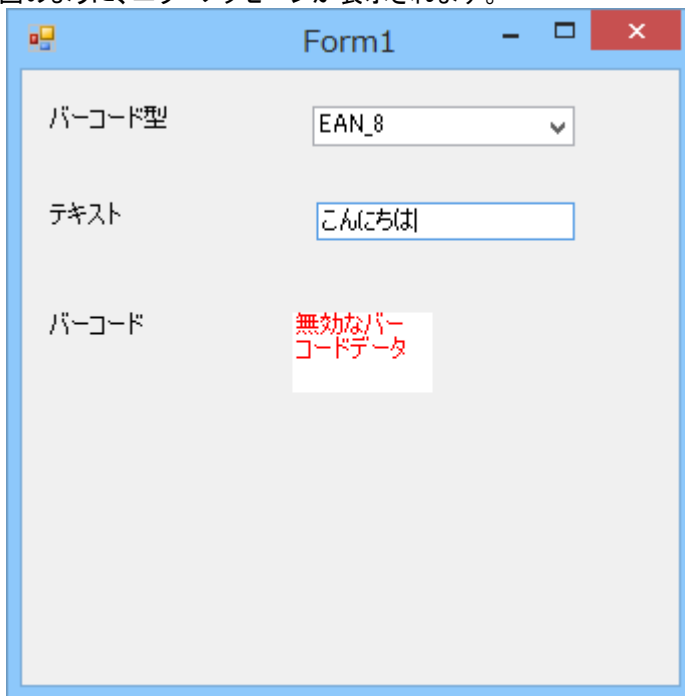 図のように、エラーメッセージが表示されます。
Form1
バーコード型
EAN_8
テキスト
こんにちは
バーコード
無効なバー
コードデータ